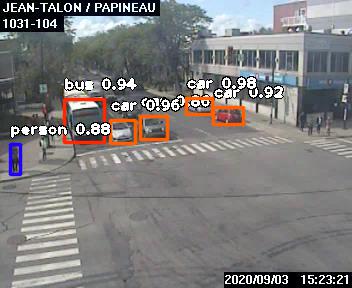 JEAN-TALON / PAPINEAU
1031-104
bus 0.94
car 0.98
car 0.96
car 0.92
person 0.88
2020/09/03 15:23:21